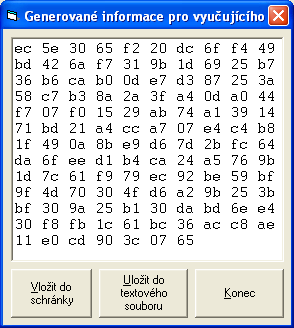 Generované informace pro vyučujícího
ec 5e 30 65 f2 20 dc 6f f4 49
bd 42 6a f7 31 9b 1d 69 25 b7
36 b6 ca b0 0d e7 d3 87 25 3a
58 c7 b3 8a 2a 3f a4 0d a0 44
f7 07 f0 15 29 ab 74 a1 39 14
71 bd 21 a4 cc a7 07 e4 c4 b8
1f 49 0a 8b e9 d6 7d 2b fc 64
da 6f ee d1 b4 ca 24 a5 76 9b
1d 7c 61 f9 79 ec 92 be 59 bf
9f 4d 70 30 4f d6 a2 9b 25 3b
bf 30 9a 25 b1 30 da bd 6e e4
30 f8 fb 1c 61 bc 36 ac c8 ae
11 e0 cd 90 3c 07 65
Vložit do
schránky
Uložit do
textového
souboru
Konec